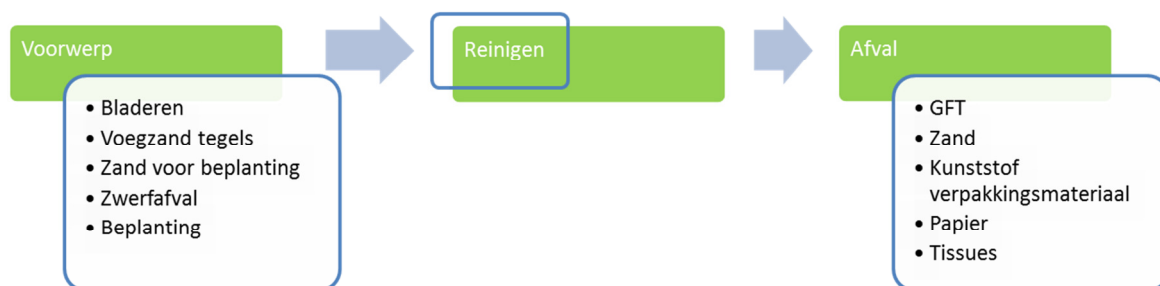 Voorwerp
• Bladeren
• Voegzand tegels
• Zand voor beplanting
• Zwerfafval
• Beplanting
Reinigen
Afval
• GFT
• Zand
• Kunststof
verpakkingsmateriaal
• Papier
• Tissues